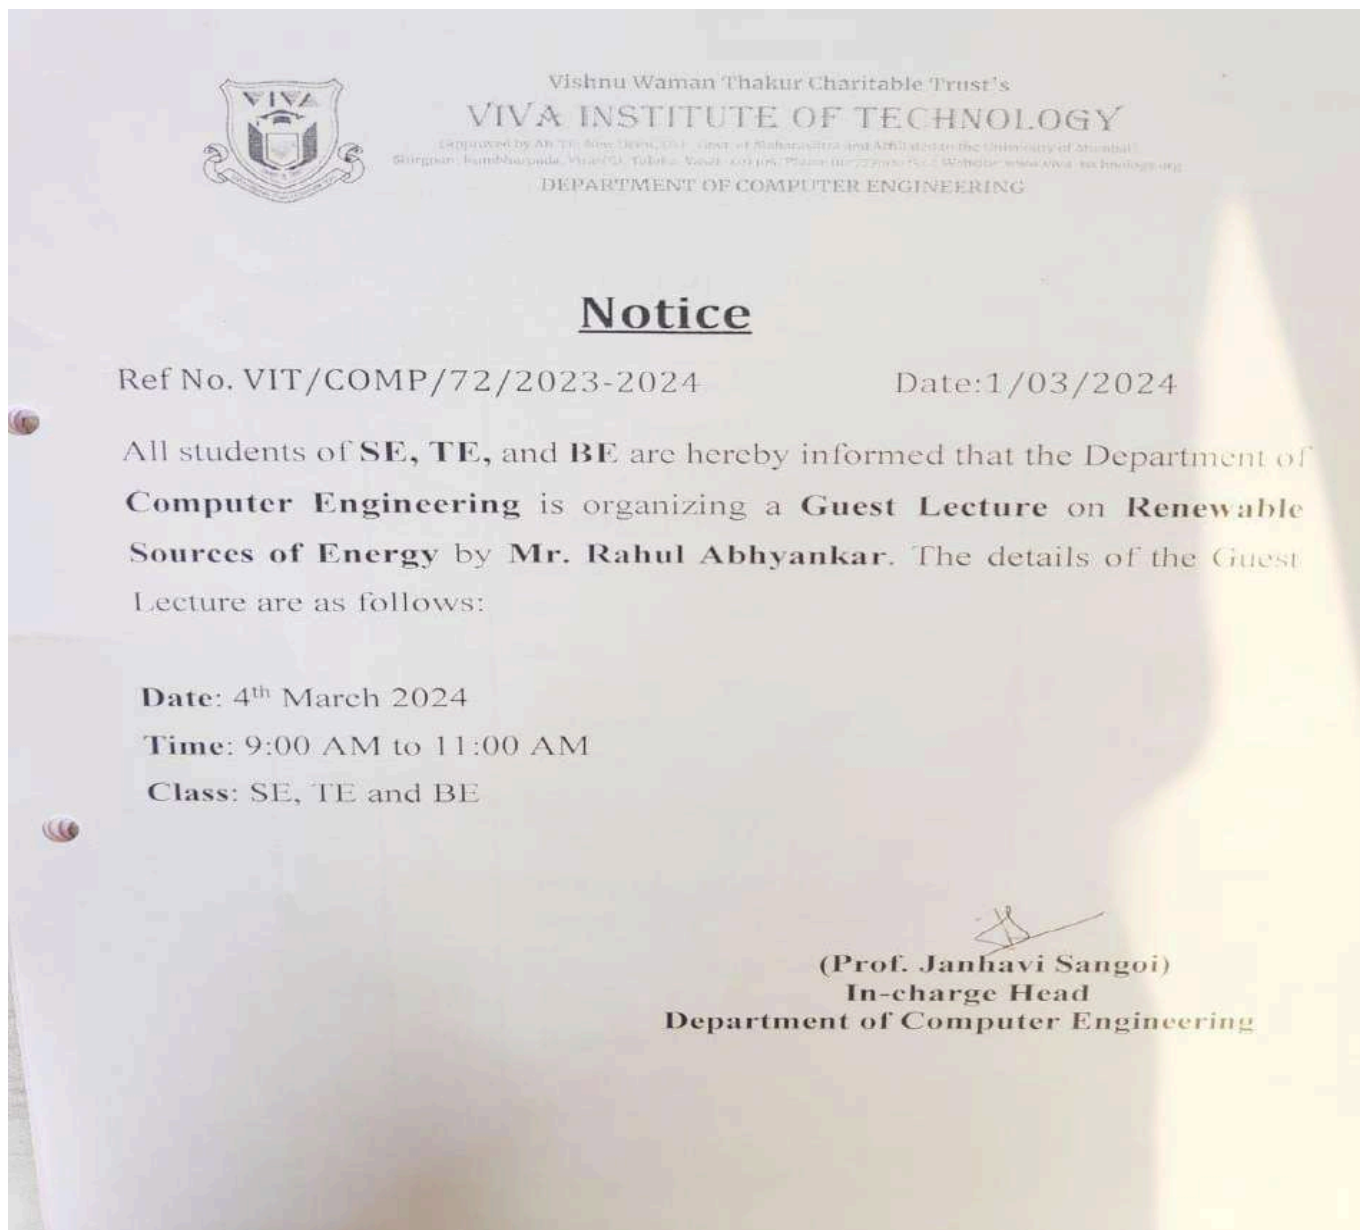 VIVA
Vishnu Waman Thakur Charitable Trust's
VIVA INSTITUTE OF TECHNOLOGY
DEPARTMENT OF COMPUTER ENGINEERING
Notice
Ref No. VIT/COMP/72/2023-2024 Date:1/03/2024
All students of SE, TE, and BE are hereby informed that the Department of
Computer Engineering is organizing a Guest Lecture on Renewable
Sources of Energy by Mr. Rahul Abhyankar. The details of the Guest
Lecture are as follows:
Date: 4th March 2024
Time: 9:00 AM to 11:00 AM
Class: SE, TE and BE
(Prof. Janhavi Sangoi)
In-charge Head
Department of Computer Engineering